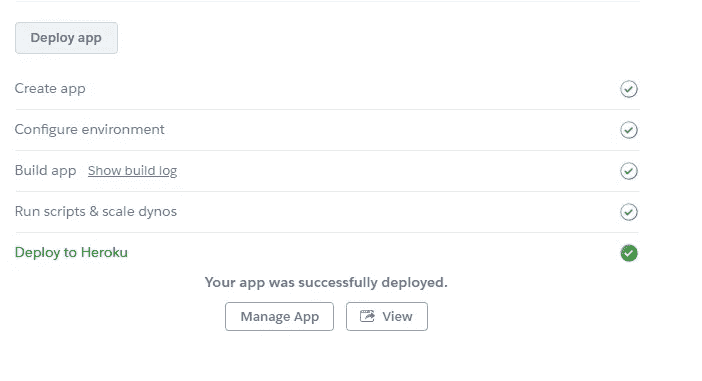 Deploy app
Create app
Configure environment
Build app Show build log
Run scripts & scale dynos
Deploy to Heroku
Your app was successfully deployed.
Manage App View